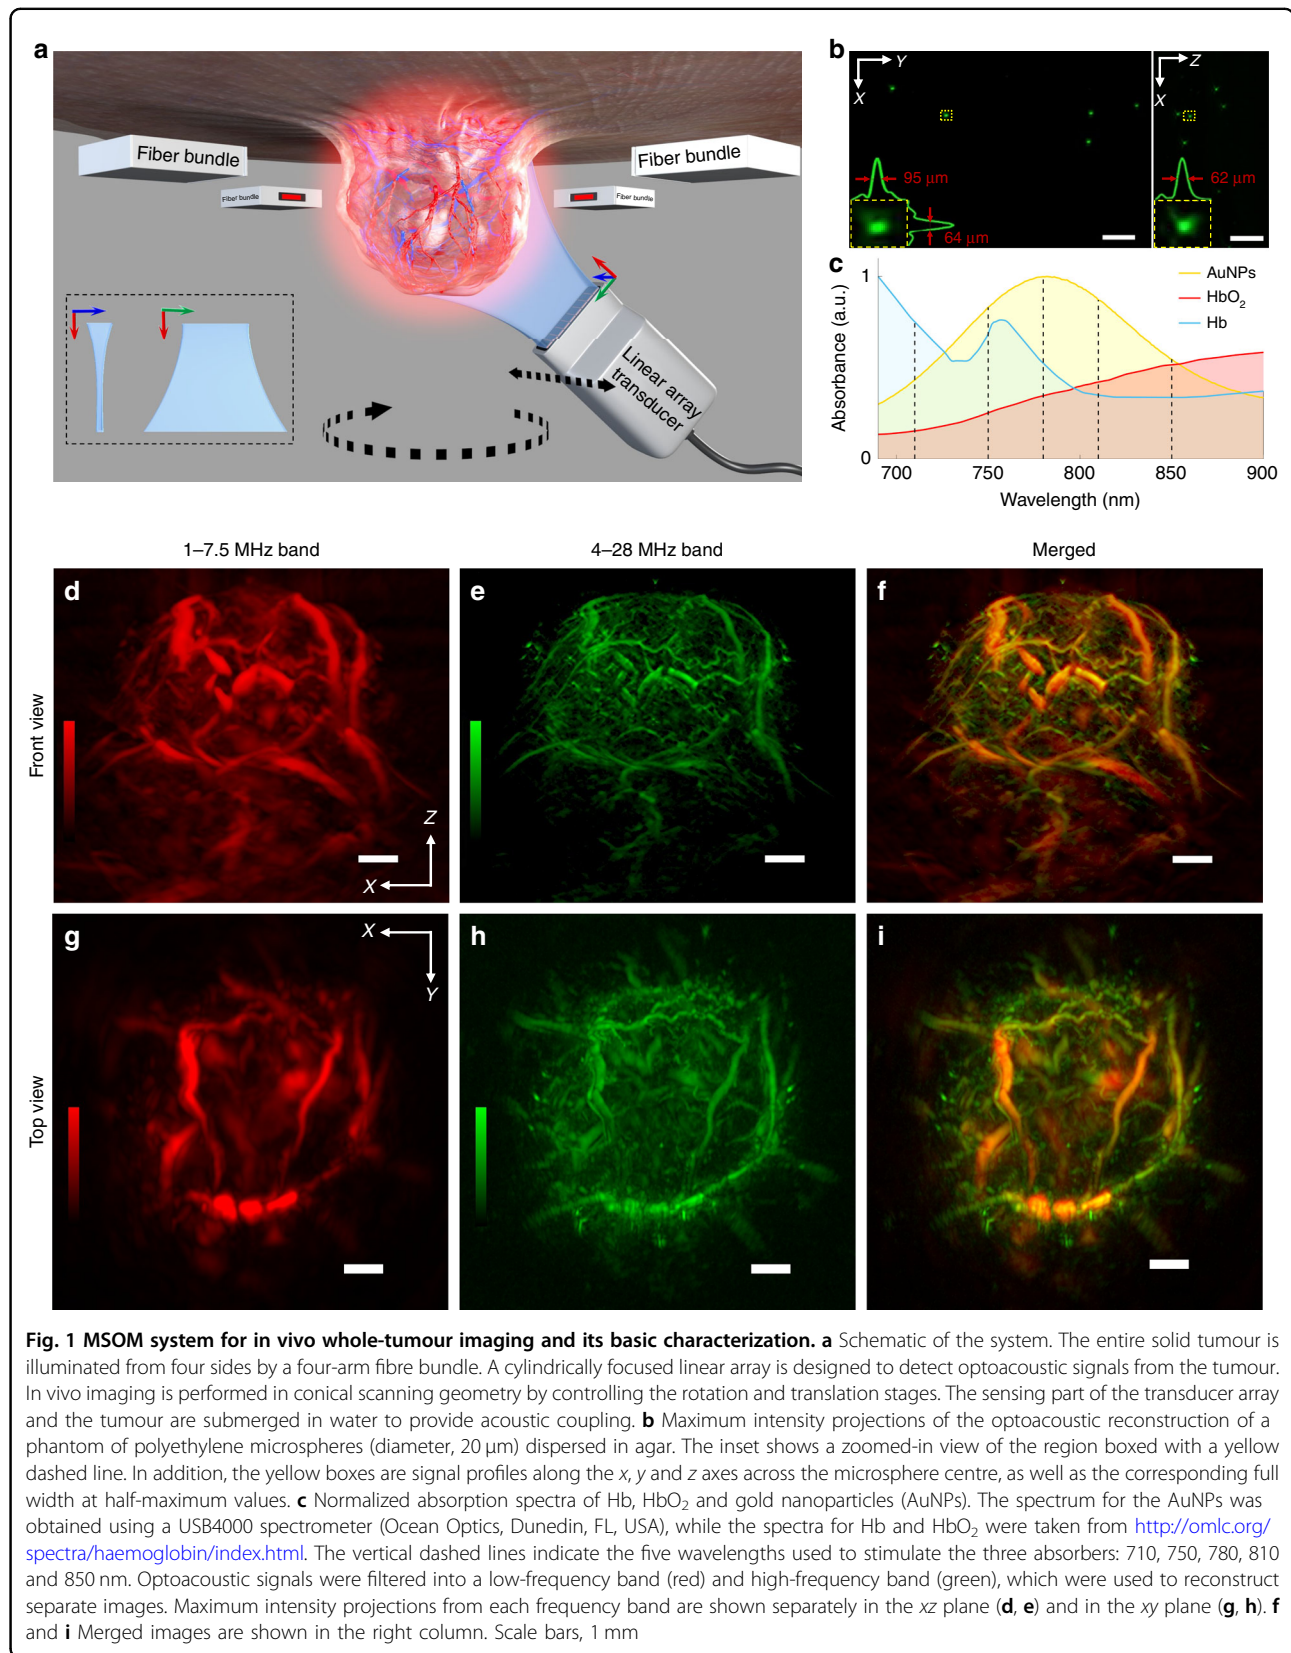 a
Fiber bundle
Fiber bundle
Fiber bundle
Fiber bundle
Linear array
transducer
b
Y
X
Z
X
95 µm
64 µm
62 µm
c
Absorbance (a.u.)
1
0
AuNPs
HbO2
Hb
700 750 800 850 900
Wavelength (nm)
1–7.5 MHz band
4–28 MHz band
Merged
Front view
d
Z
X
e
f
Top view
g
X
Y
h
i
Fig. 1 MSOM system for in vivo whole-tumour imaging and its basic characterization. a Schematic of the system. The entire solid tumour is
illuminated from four sides by a four-arm fibre bundle. A cylindrically focused linear array is designed to detect optoacoustic signals from the tumour.
In vivo imaging is performed in conical scanning geometry by controlling the rotation and translation stages. The sensing part of the transducer array
and the tumour are submerged in water to provide acoustic coupling. b Maximum intensity projections of the optoacoustic reconstruction of a
phantom of polyethylene microspheres (diameter, 20 µm) dispersed in agar. The inset shows a zoomed-in view of the region boxed with a yellow
dashed line. In addition, the yellow boxes are signal profiles along the x, y and z axes across the microsphere centre, as well as the corresponding full
width at half-maximum values. c Normalized absorption spectra of Hb, HbO2 and gold nanoparticles (AuNPs). The spectrum for the AuNPs was
obtained using a USB4000 spectrometer (Ocean Optics, Dunedin, FL, USA), while the spectra for Hb and HbO2 were taken from http://omlc.org/
spectra/haemoglobin/index.html. The vertical dashed lines indicate the five wavelengths used to stimulate the three absorbers: 710, 750, 780, 810
and 850 nm. Optoacoustic signals were filtered into a low-frequency band (red) and high-frequency band (green), which were used to reconstruct
separate images. Maximum intensity projections from each frequency band are shown separately in the xz plane (d, e) and in the xy plane (g, h). f
and i Merged images are shown in the right column. Scale bars, 1 mm